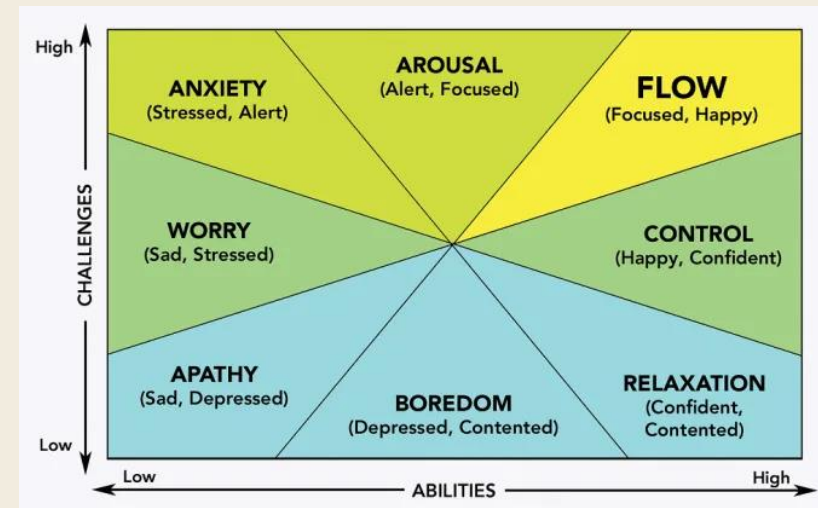 High
CHALLENGES
Low
ANXIETY
(Stressed, Alert)
AROUSAL
(Alert, Focused)
FLOW
(Focused, Happy)
WORRY
(Sad, Stressed)
CONTROL
(Happy, Confident)
APATHY
(Sad, Depressed)
BOREDOM
(Depressed, Contented)
RELAXATION
(Confident,
Contented)
Low
ABILITIES
High